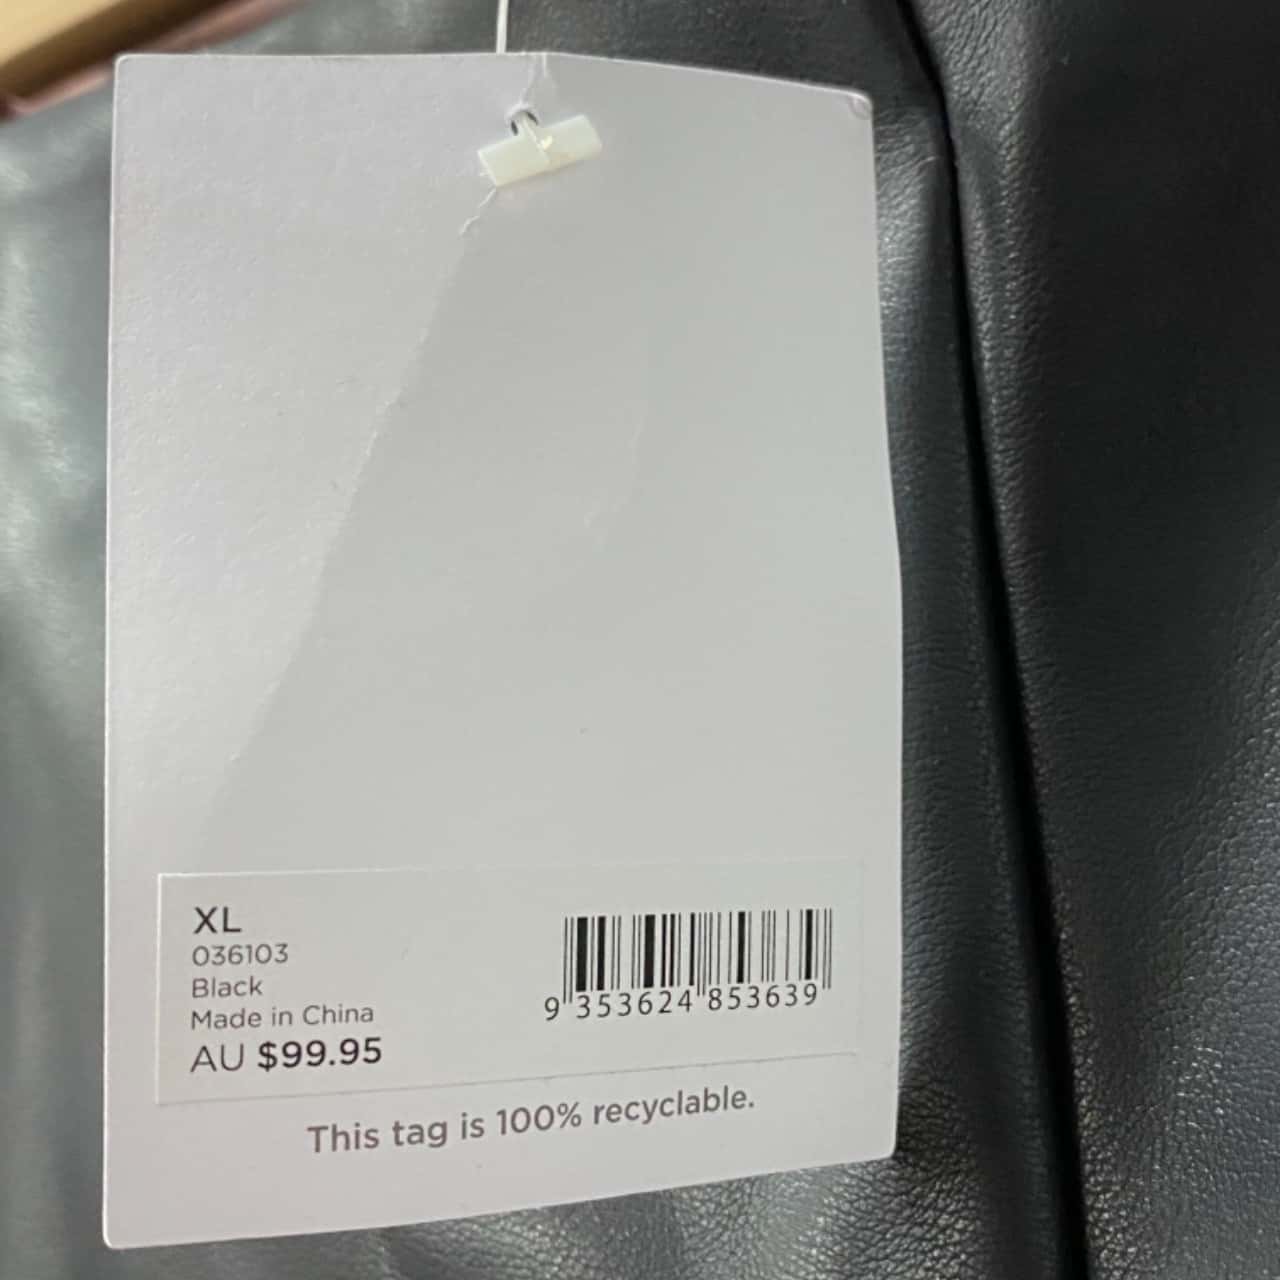 XL
036103
Black
Made in China
AU $99.95
9 353624 853639
This tag is 100% recyclable.